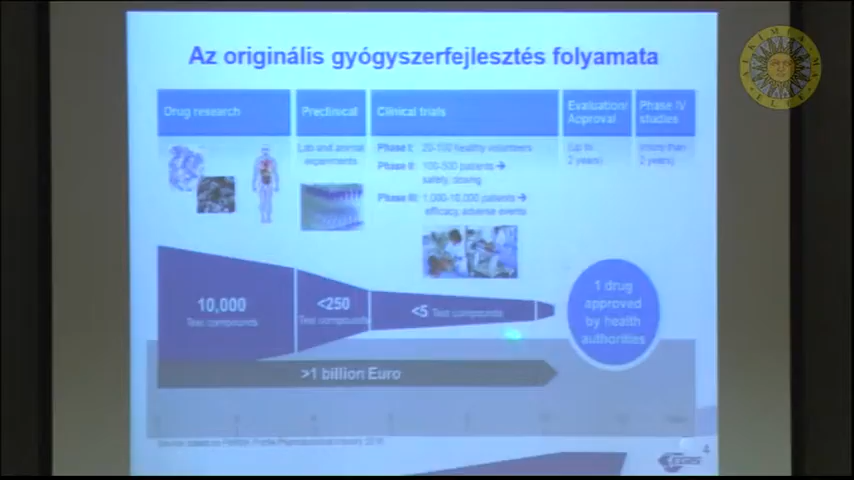 Az originális gyógyszerfejlesztés folyamata
Drug research
Preclinical
Clinical trials
Evaluation/
Approval
Phase IV
studies
Lab and animal
experiments
Phase I: 20-100 healthy volunteers
Phase II: 100-500 patients →
safety, dosing
Phase III: 1,000-10,000 patients →
efficacy, adverse events
(up to
2 years)
(more than
2 years)
10,000
Test compounds
<250
Test compounds
<5 Test compounds
1 drug
approved
by health
authorities
>1 billion Euro
4
ALKÍMIA MA
ELTE